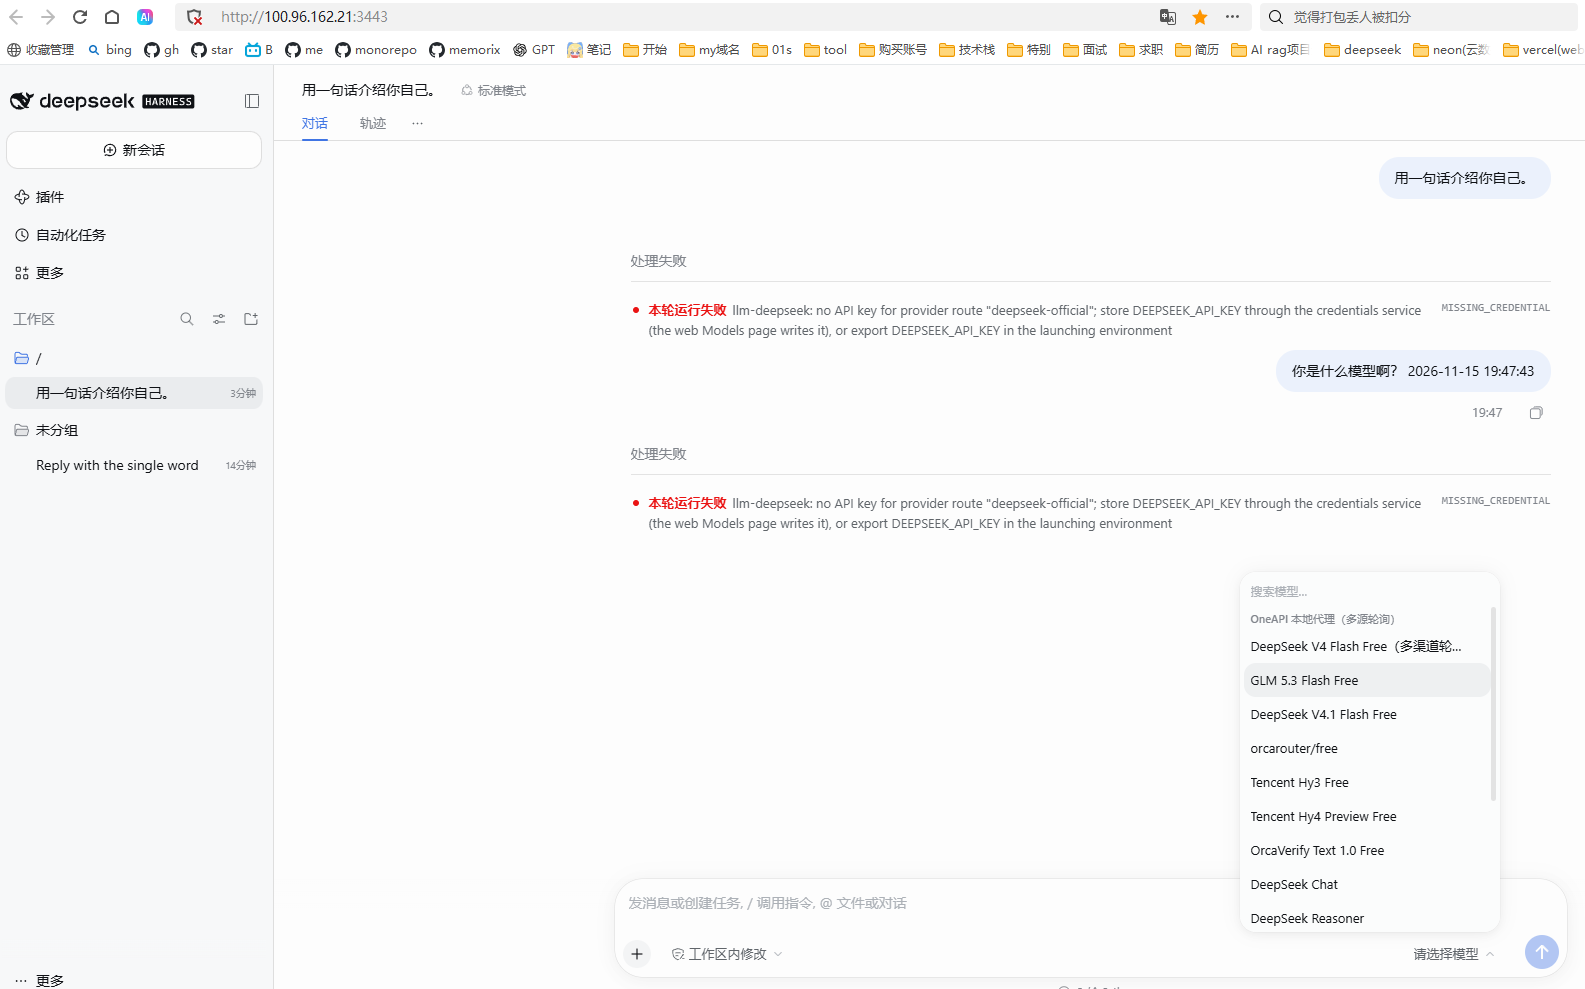 http://100.96.162.21:3443
觉得打包丢人被扣分
收藏管理 bing gh star B me monorepo memorix GPT 笔记 开始 my域名 01s tool 购买账号 技术栈 特别 面试 求职 简历 AI rag项目 deepseek neon(云数 vercel(web
deepseek HARNESS
新会话
插件
自动化任务
更多
工作区
/
用一句话介绍你自己。 3分钟
未分组
Reply with the single word 14分钟
更多
用一句话介绍你自己。 标准模式
对话 轨迹 ...
用一句话介绍你自己。
处理失败
本轮运行失败 llm-deepseek: no API key for provider route "deepseek-official"; store DEEPSEEK_API_KEY through the credentials service MISSING_CREDENTIAL
(the web Models page writes it), or export DEEPSEEK_API_KEY in the launching environment
你是什么模型啊? 2026-11-15 19:47:43
19:47
处理失败
本轮运行失败 llm-deepseek: no API key for provider route "deepseek-official"; store DEEPSEEK_API_KEY through the credentials service MISSING_CREDENTIAL
(the web Models page writes it), or export DEEPSEEK_API_KEY in the launching environment
搜索模型...
OneAPI 本地代理（多源轮询）
DeepSeek V4 Flash Free（多渠道轮...
GLM 5.3 Flash Free
DeepSeek V4.1 Flash Free
orcarouter/free
Tencent Hy3 Free
Tencent Hy4 Preview Free
OrcaVerify Text 1.0 Free
DeepSeek Chat
DeepSeek Reasoner
发消息或创建任务, / 调用指令, @ 文件或对话
工作区内修改
请选择模型